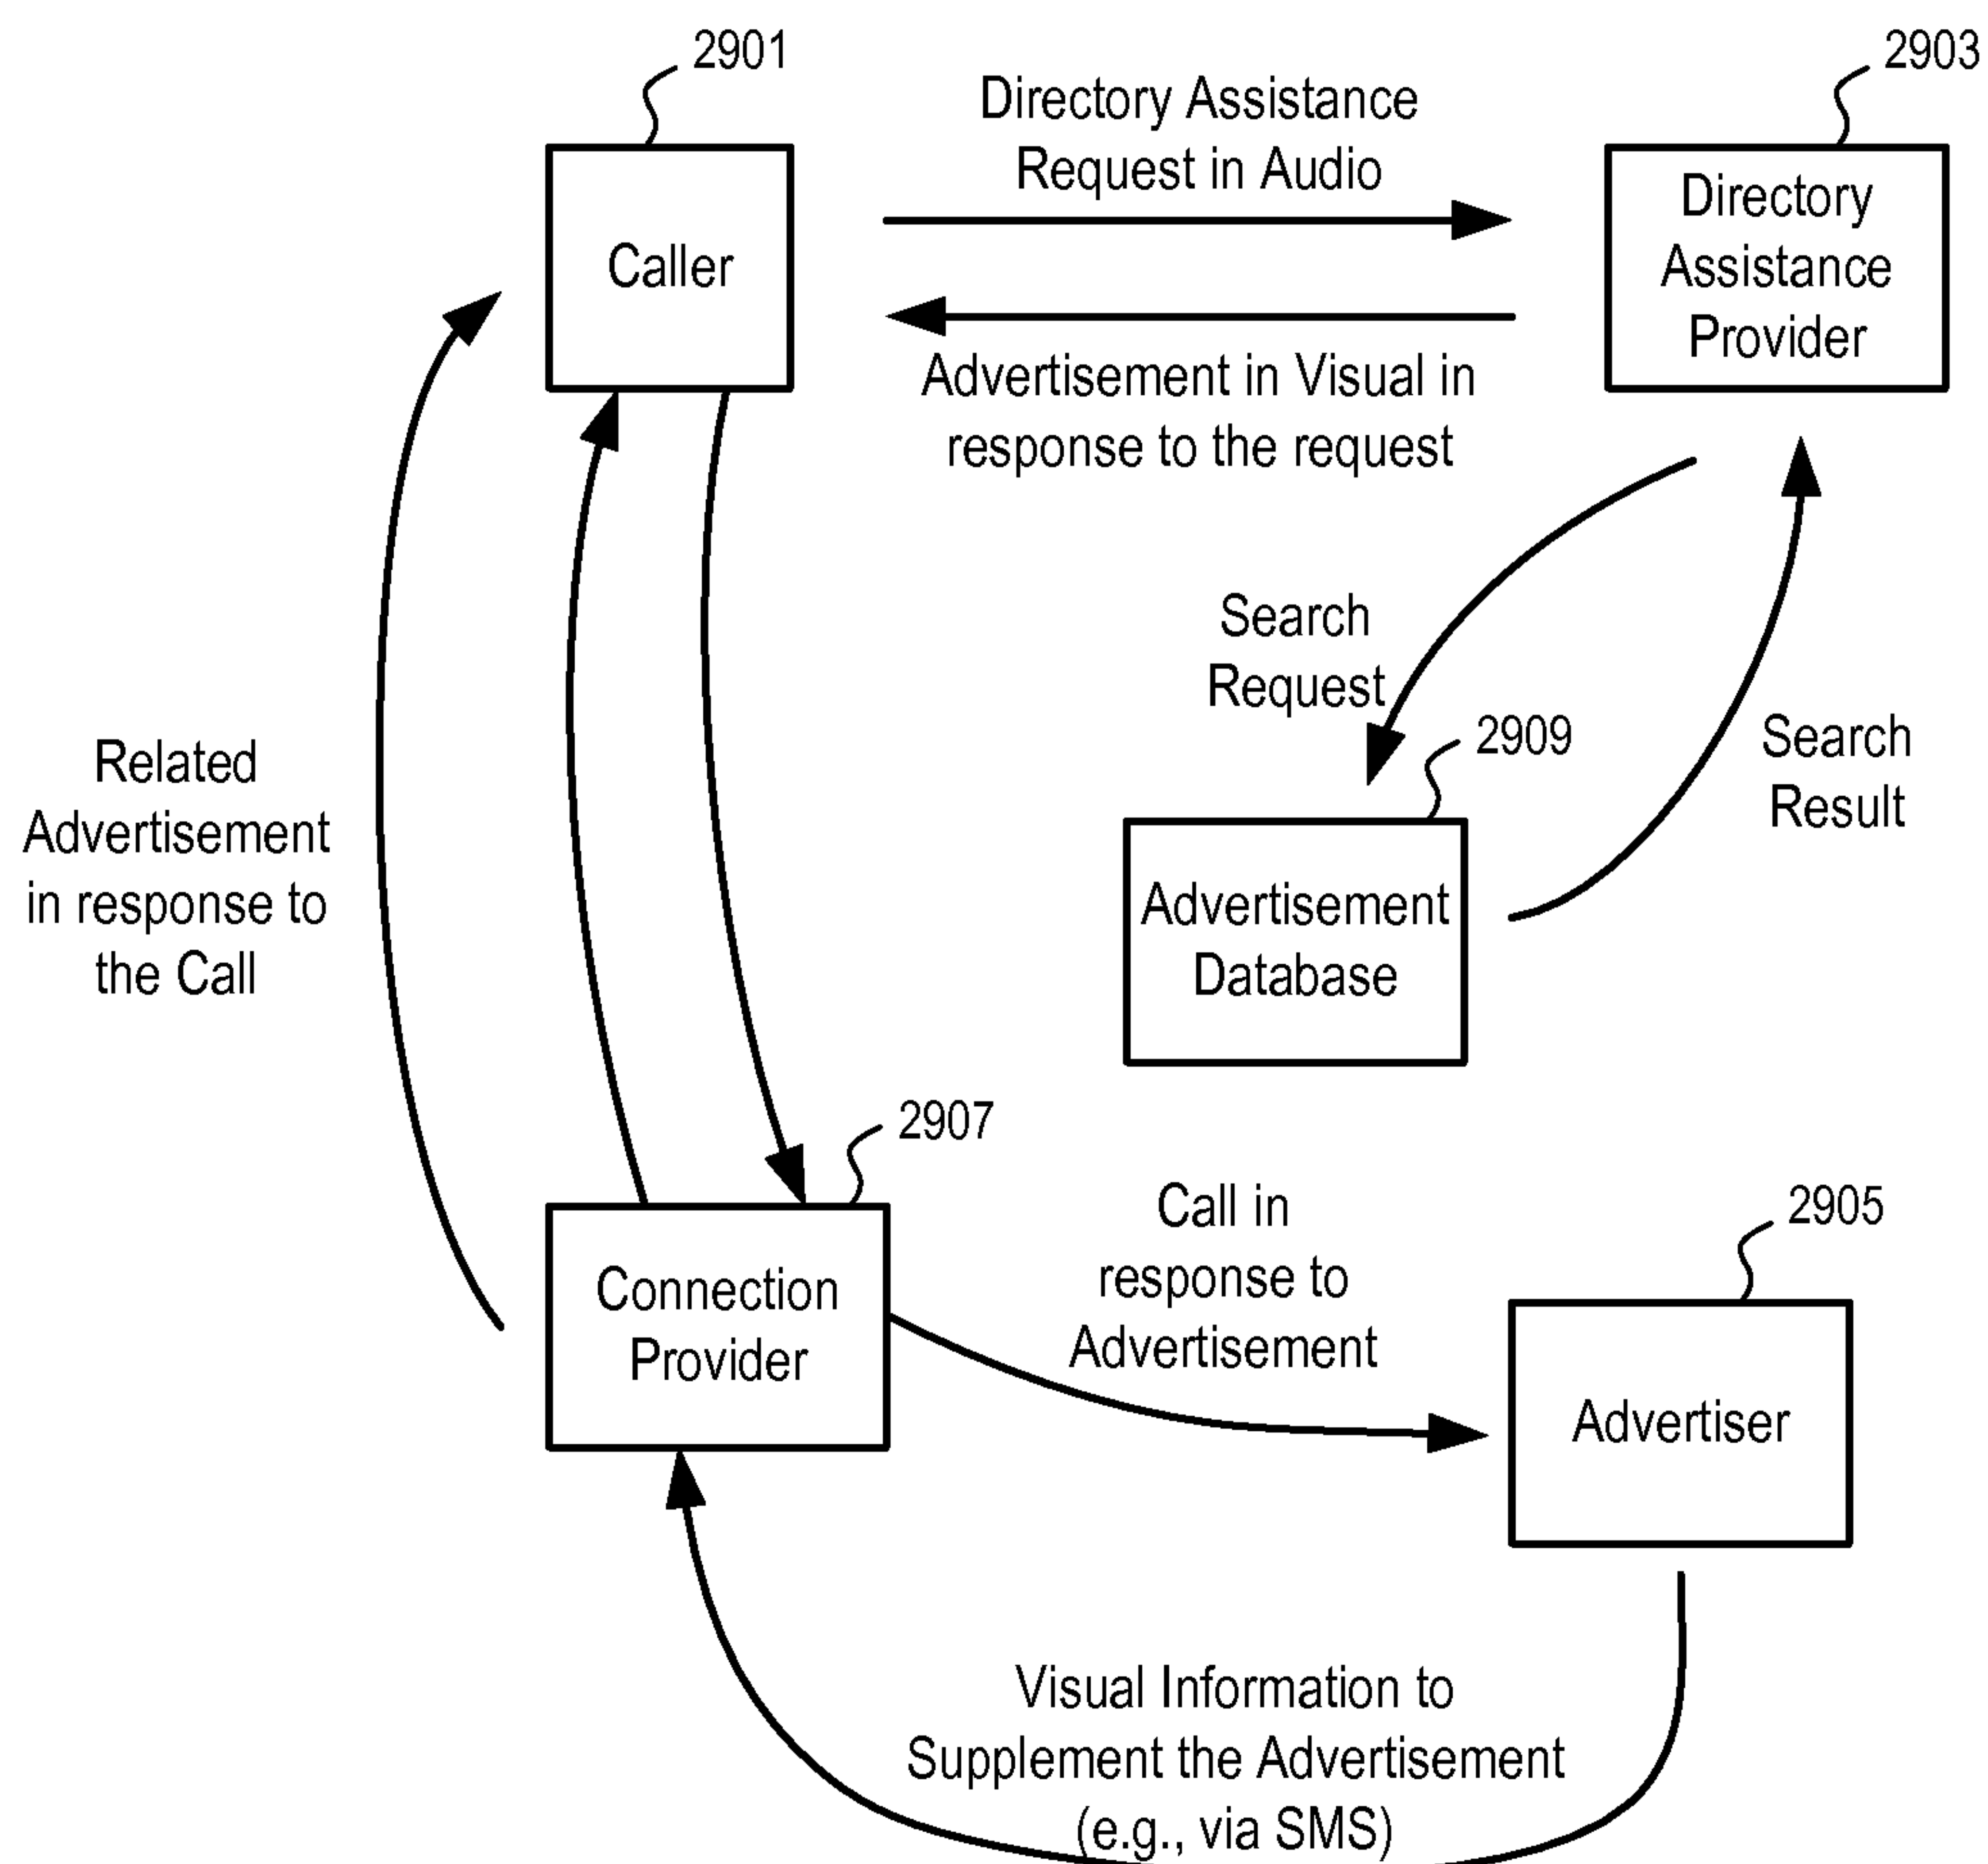 2901
2903
Directory Assistance
Request in Audio
Caller
Directory
Assistance
Provider
Advertisement in Visual in
response to the request
Search
Request
2909
Search
Result
Related
Advertisement
in response to
the Call
Advertisement
Database
2907
Connection
Provider
Call in
response to
Advertisement
2905
Advertiser
Visual Information to
Supplement the Advertisement
(e.g., via SMS)